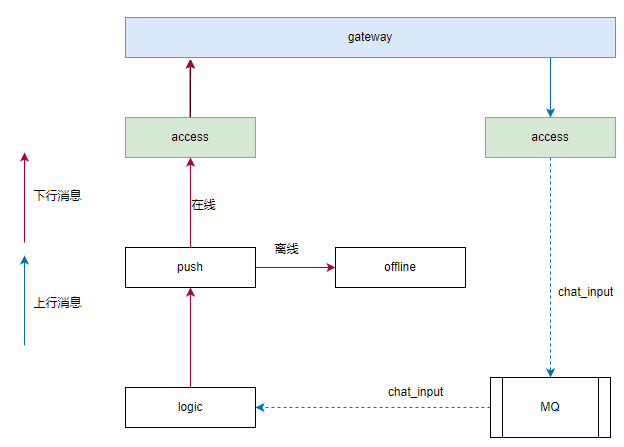 gateway
access
access
下行消息
在线
push
离线
offline
上行消息
chat_input
logic
chat_input
MQ